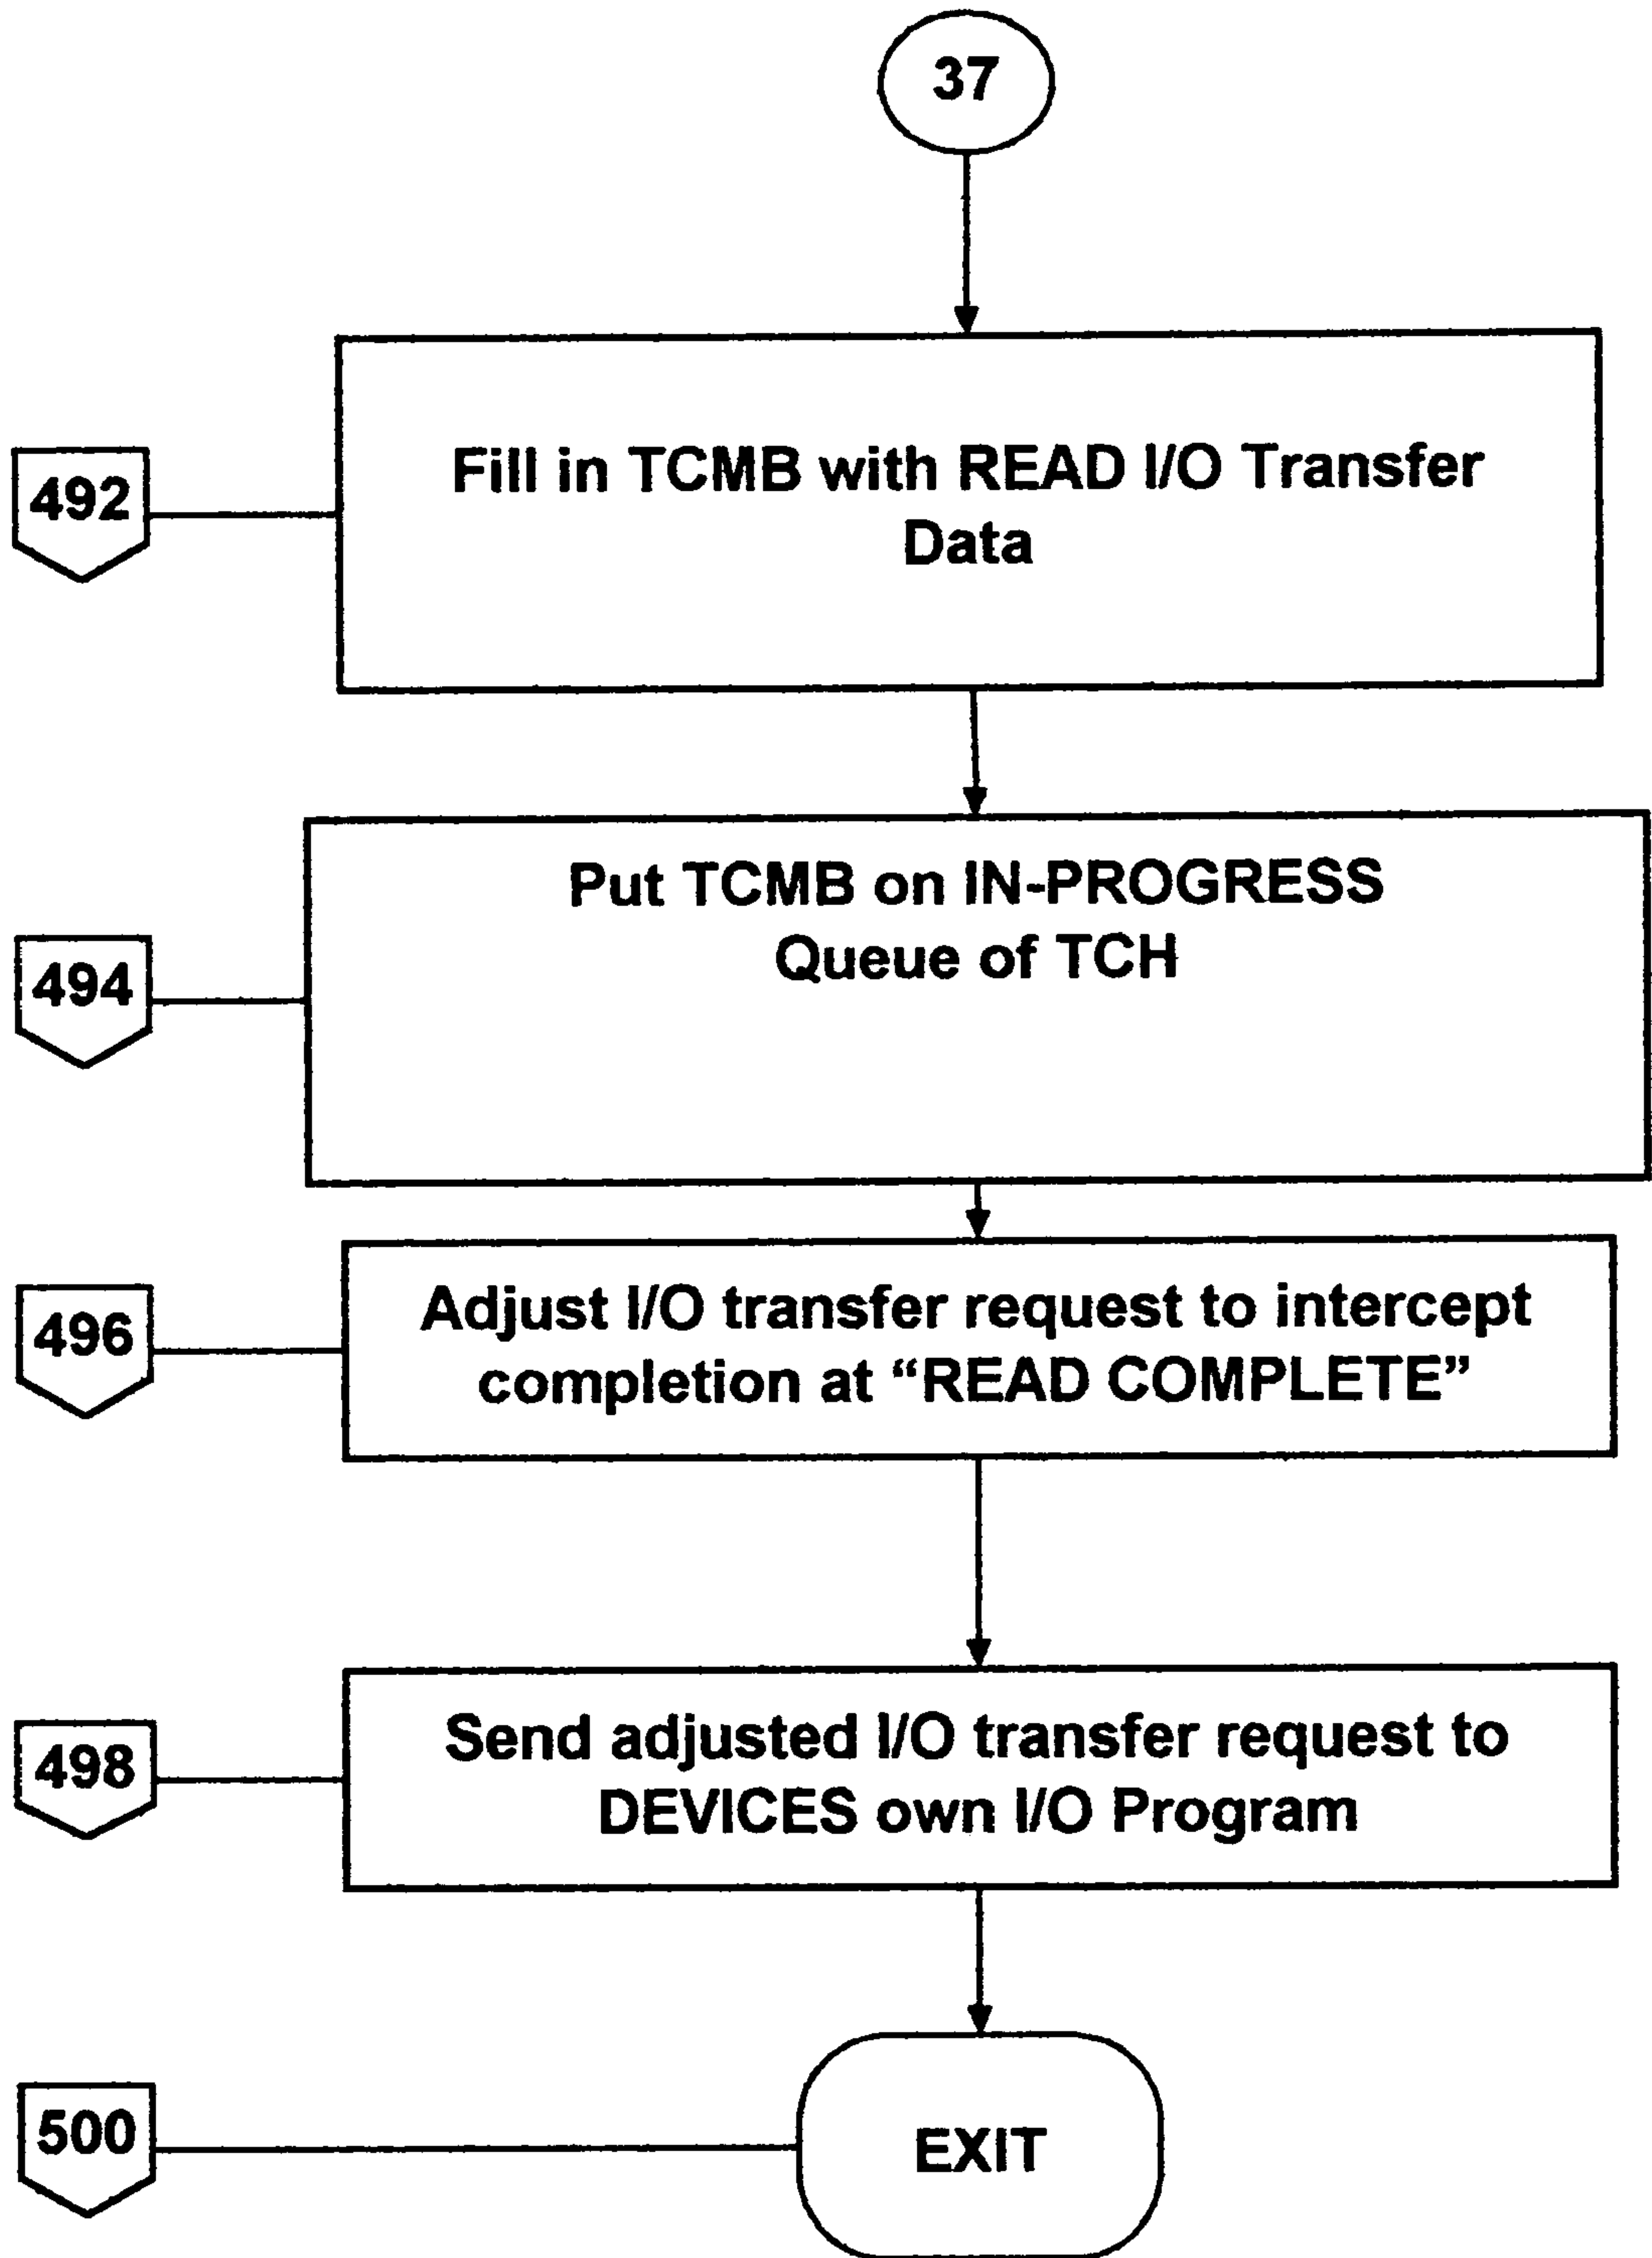 37
492
Fill in TCMB with READ I/O Transfer
Data
494
Put TCMB on IN-PROGRESS
Queue of TCH
496
Adjust I/O transfer request to intercept
completion at “READ COMPLETE”
498
Send adjusted I/O transfer request to
DEVICES own I/O Program
500
EXIT